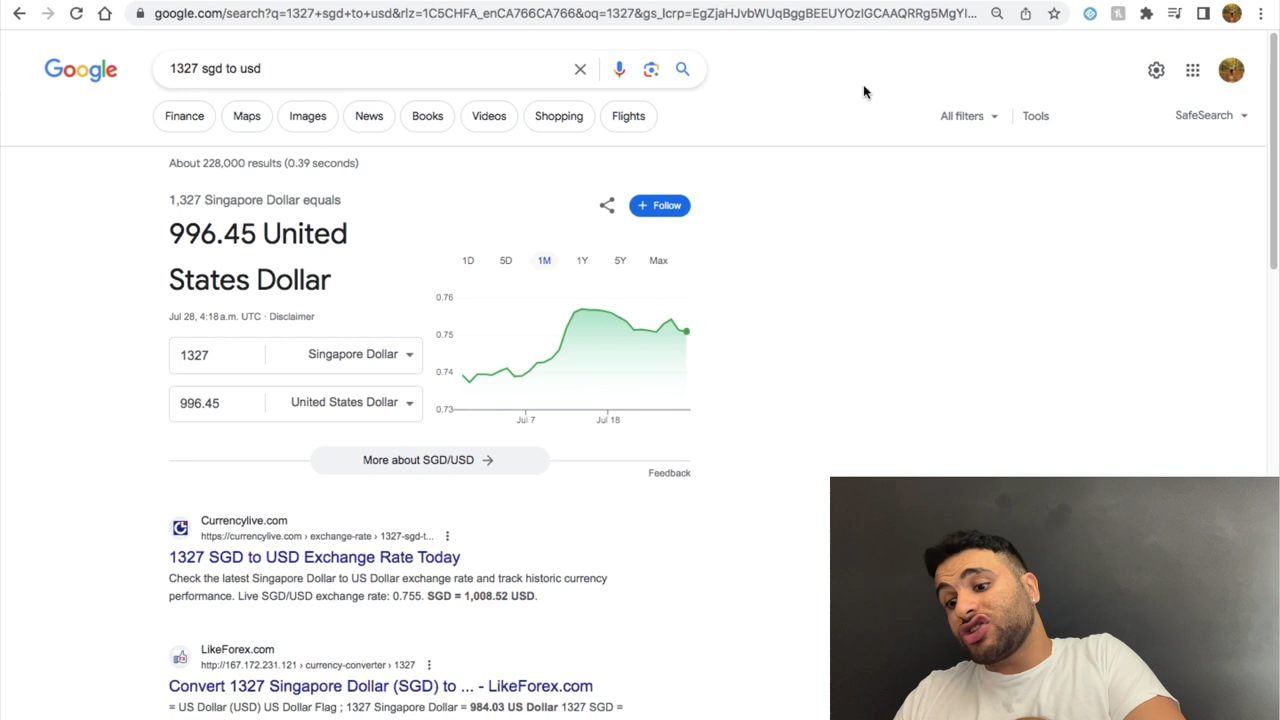 google.com/search?q=1327+sgd+to+usd&rlz=1C5CHFA_enCA766CA766&oq=1327&gs_lcrp=EgZjaHJvbWUqBggBEEUYOzIGCAAQRRg5MgYI...
Google
1327 sgd to usd
Finance Maps Images News Books Videos Shopping Flights
All filters Tools SafeSearch
About 228,000 results (0.39 seconds)
1,327 Singapore Dollar equals
Follow
996.45 United
States Dollar
1D 5D 1M 1Y 5Y Max
Jul 28, 4:18 a.m. UTC · Disclaimer
0.76
0.75
0.74
0.73
Jul 7 Jul 18
1327 Singapore Dollar
996.45 United States Dollar
More about SGD/USD
Feedback
Currencylive.com
https://currencylive.com › exchange-rate › 1327-sgd-t...
1327 SGD to USD Exchange Rate Today
Check the latest Singapore Dollar to US Dollar exchange rate and track historic currency
performance. Live SGD/USD exchange rate: 0.755. SGD = 1,008.52 USD.
LikeForex.com
http://167.172.231.121 › currency-converter › 1327
Convert 1327 Singapore Dollar (SGD) to ... - LikeForex.com
= US Dollar (USD) US Dollar Flag ; 1327 Singapore Dollar = 984.03 US Dollar 1327 SGD =